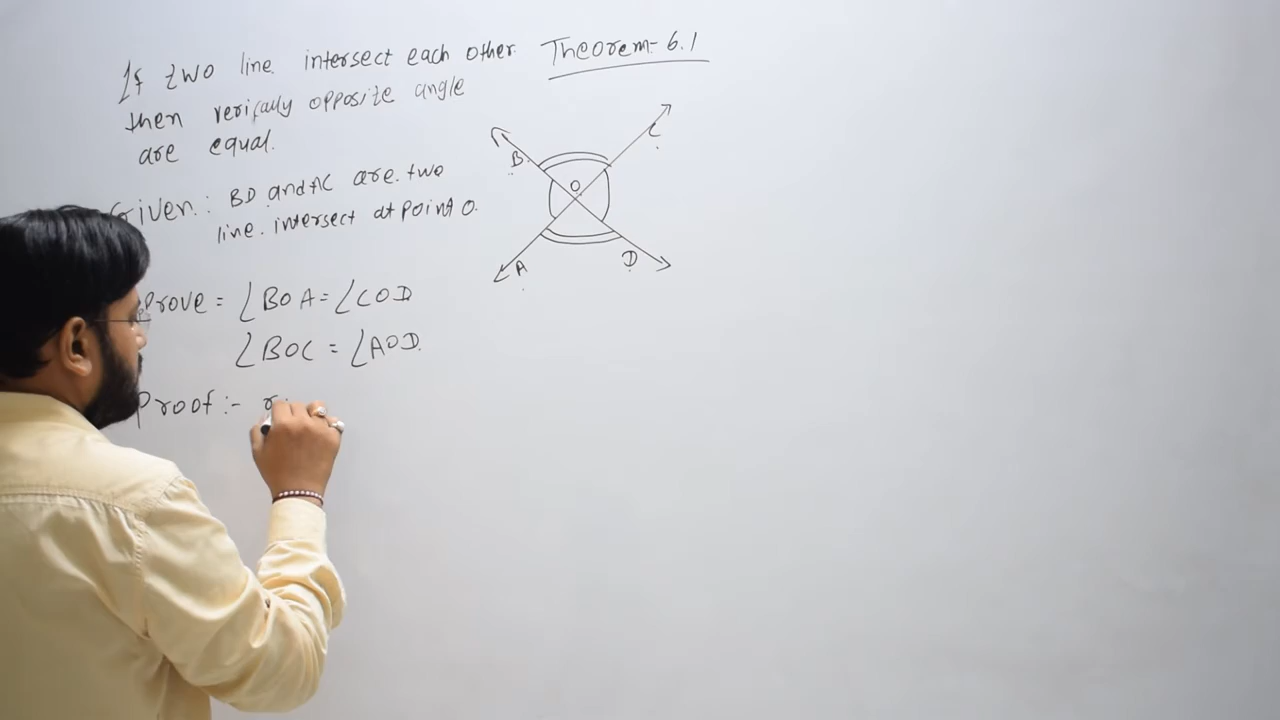 If two line intersect each other
Theorem-6.1
then verically opposite angle
are equal.
Given: BD and AC are two
line. intersect at point O.
Prove = ∠BOA = ∠COD
∠BOC = ∠AOD.
Proof :-
B
C
O
A
D